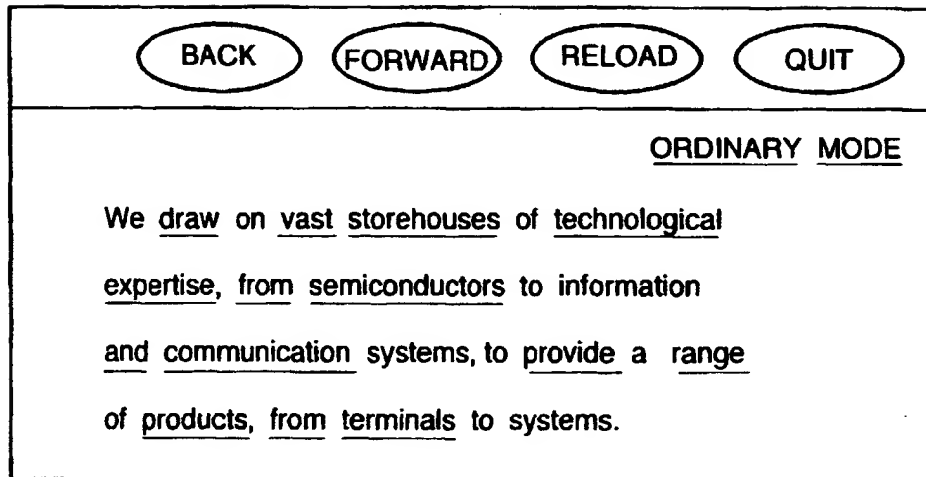 BACK FORWARD RELOAD QUIT
ORDINARY MODE
We draw on vast storehouses of technological
expertise, from semiconductors to information
and communication systems, to provide a range
of products, from terminals to systems.